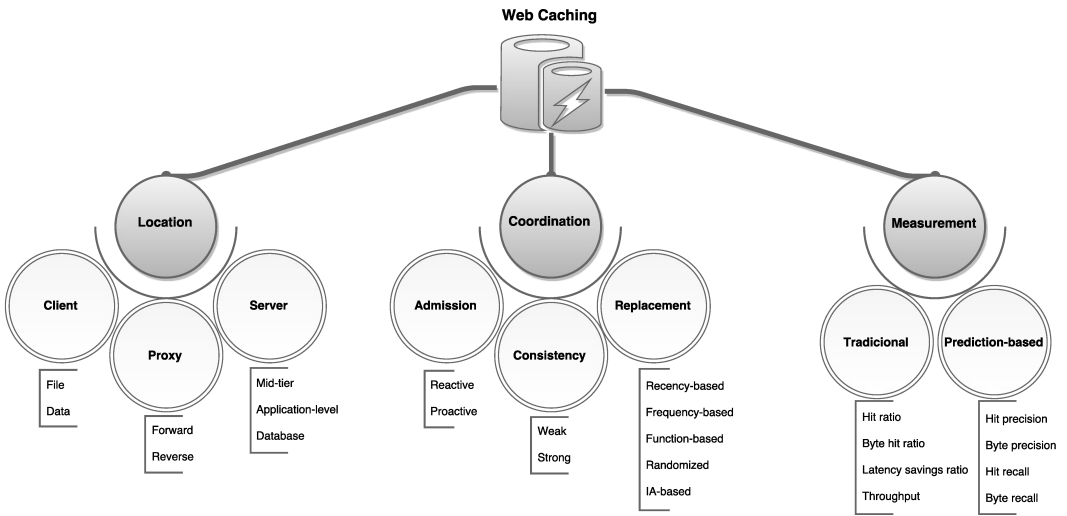 Web Caching
Location
Client
Proxy
Server
File
Data
Forward
Reverse
Mid-tier
Application-level
Database
Coordination
Admission
Consistency
Replacement
Reactive
Proactive
Weak
Strong
Recency-based
Frequency-based
Function-based
Randomized
IA-based
Measurement
Tradicional
Prediction-based
Hit ratio
Byte hit ratio
Latency savings ratio
Throughput
Hit precision
Byte precision
Hit recall
Byte recall